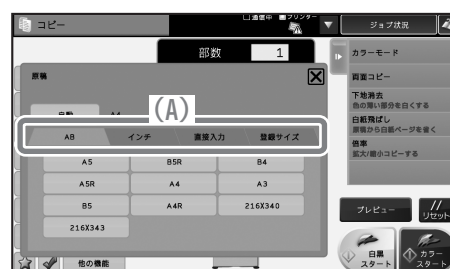 コピー
通信中 プリンター
ジョブ状況
部数 1
カラーモード
原稿
両面コピー
自動 A4
(A)
下地消去
色の薄い部分を白くする
AB インチ 直接入力 登録サイズ
白紙飛ばし
原稿から白紙ページを省く
倍率
拡大/縮小コピーする
A5 B5R B4
A5R A4 A3
B5 A4R 216X340
216X343
プレビュー
リセット
他の機能
白黒
スタート
カラー
スタート